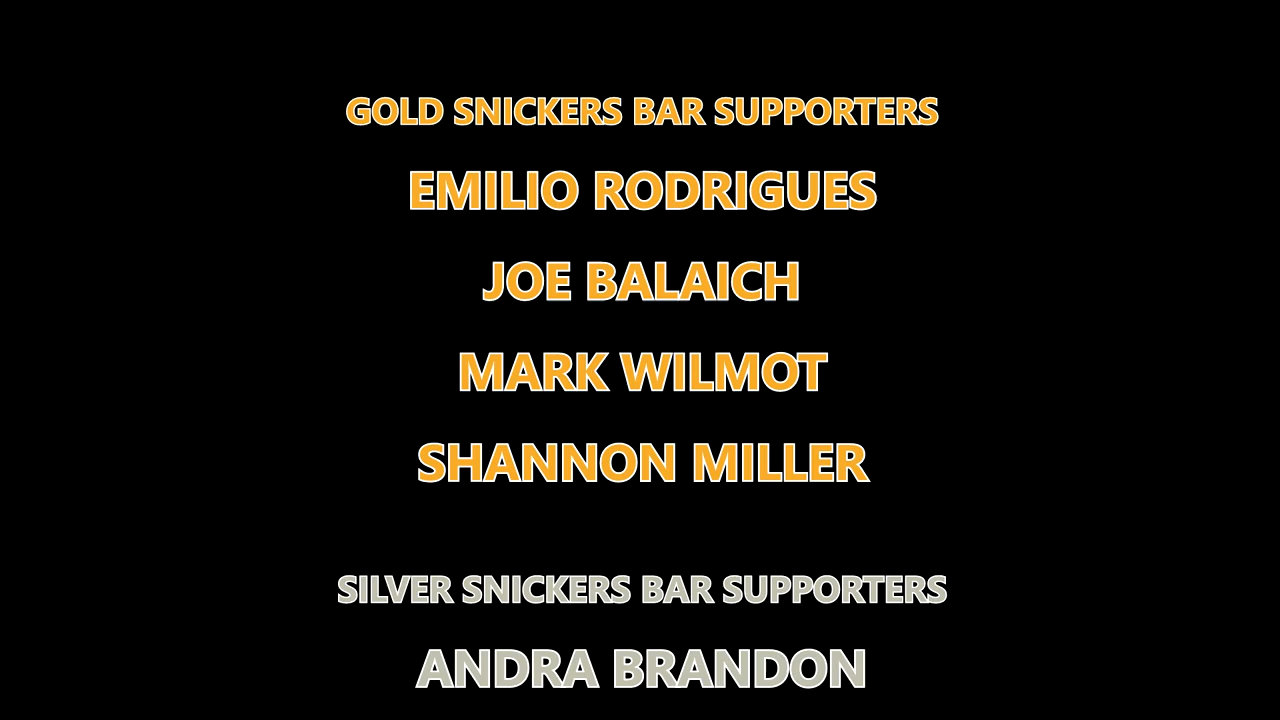 GOLD SNICKERS BAR SUPPORTERS
EMILIO RODRIGUES
JOE BALAICH
MARK WILMOT
SHANNON MILLER
SILVER SNICKERS BAR SUPPORTERS
ANDRA BRANDON